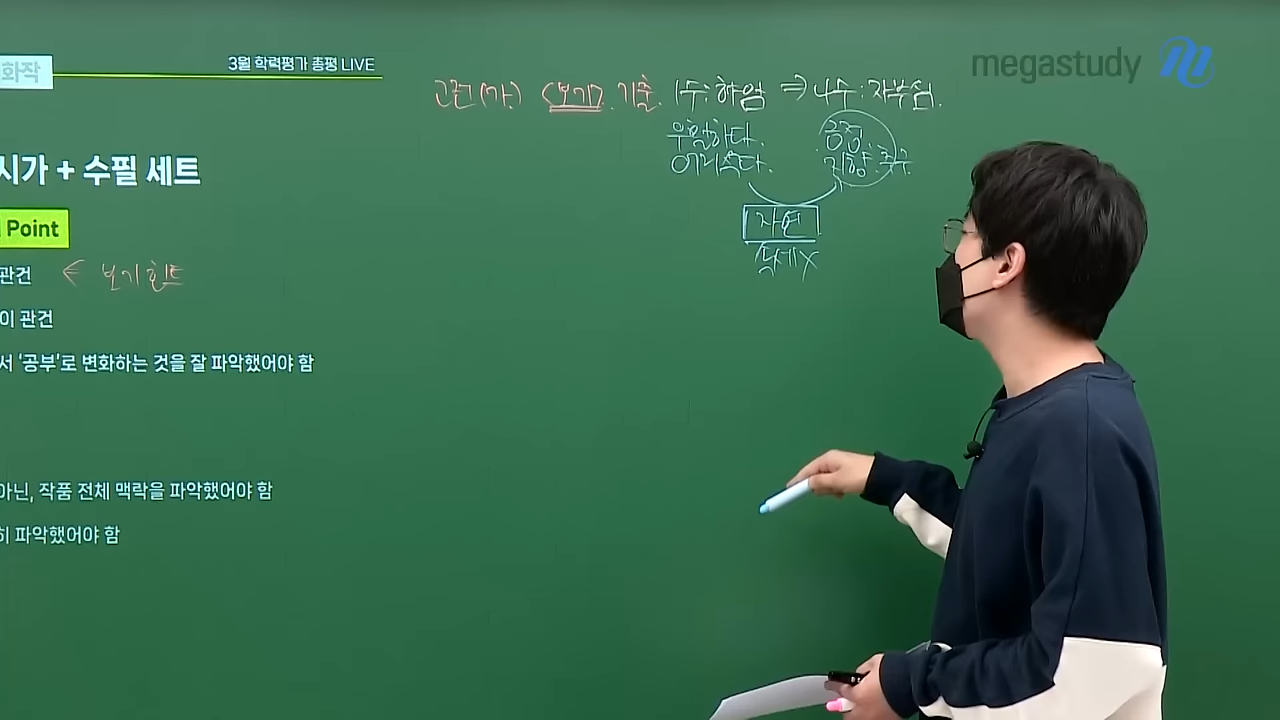 화작
3월 학력평가 총평 LIVE
megastudy
고전(가) <보기> 기준. 1수: 하염 ⇒ 나수: 자부심.
우활하다. 긍정
어리석다. 지향, 추구
자연
속세X
시가 + 수필 세트
Point
관건 ← 보기 힌트
이 관건
서 '공부'로 변화하는 것을 잘 파악했어야 함
아닌, 작품 전체 맥락을 파악했어야 함
히 파악했어야 함